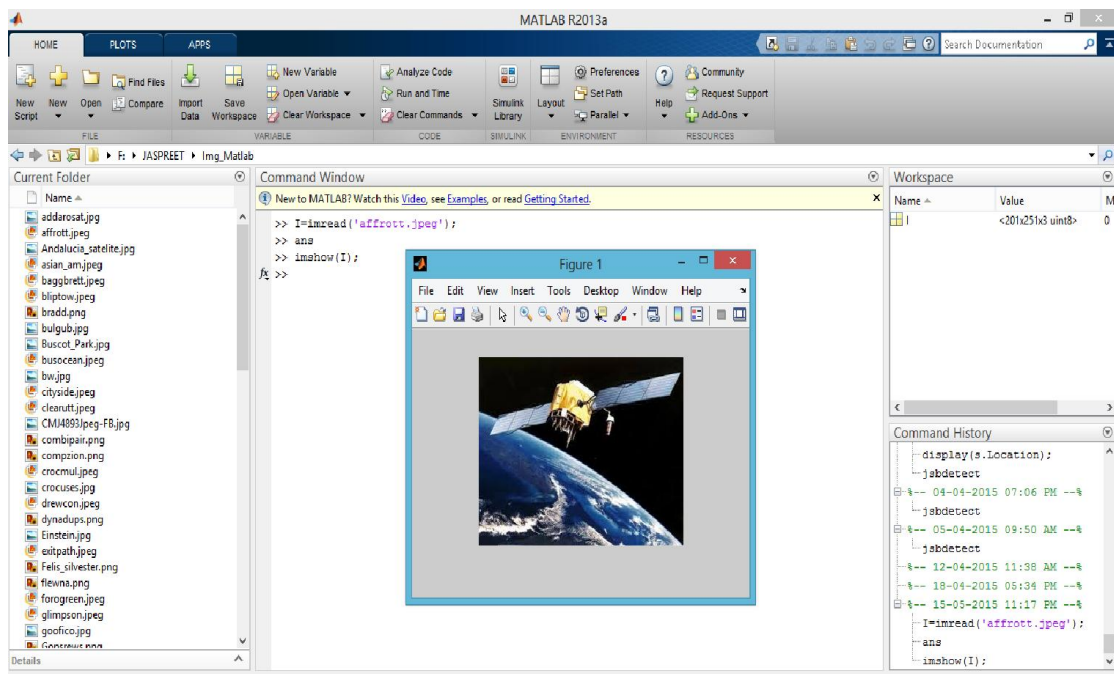 MATLAB R2013a
HOME PLOTS APPS
Search Documentation
New Script
New
Open
Find Files
Compare
Import Data
Save Workspace
New Variable
Open Variable
Clear Workspace
Analyze Code
Run and Time
Clear Commands
Simulink Library
Layout
Preferences
Set Path
Parallel
Help
Community
Request Support
Add-Ons
FILE VARIABLE CODE SIMULINK ENVIRONMENT RESOURCES
F: JASPREET Img_Matlab
Current Folder
Name
addarosat.jpg
affrott.jpeg
Andalucia_satelite.jpg
asian_am.jpeg
baggbrett.jpeg
bliptow.jpeg
bradd.png
bulgub.jpg
Buscot_Park.jpg
busocean.jpeg
bw.jpg
cityside.jpeg
clearutt.jpeg
CMJ4893Jpeg-FB.jpg
combipair.png
compzion.png
crocmul.jpeg
crocuses.jpg
drewcon.jpeg
dynadups.png
Einstein.jpg
exitpath.jpeg
Felis_silvester.png
flewna.png
forogreen.jpeg
glimpson.jpeg
goofico.jpg
Details
Command Window
New to MATLAB? Watch this Video, see Examples, or read Getting Started.
>> I=imread('affrott.jpeg');
>> ans
>> imshow(I);
fx >>
Figure 1
File Edit View Insert Tools Desktop Window Help
Workspace
Name Value M
I <201x251x3 uint8> 0
Command History
display(s.Location);
jsbdetect
%-- 04-04-2015 07:06 PM --%
jsbdetect
%-- 05-04-2015 09:50 AM --%
jsbdetect
%-- 12-04-2015 11:38 AM --%
%-- 18-04-2015 05:34 PM --%
%-- 15-05-2015 11:17 PM --%
I=imread('affrott.jpeg');
ans
imshow(I);